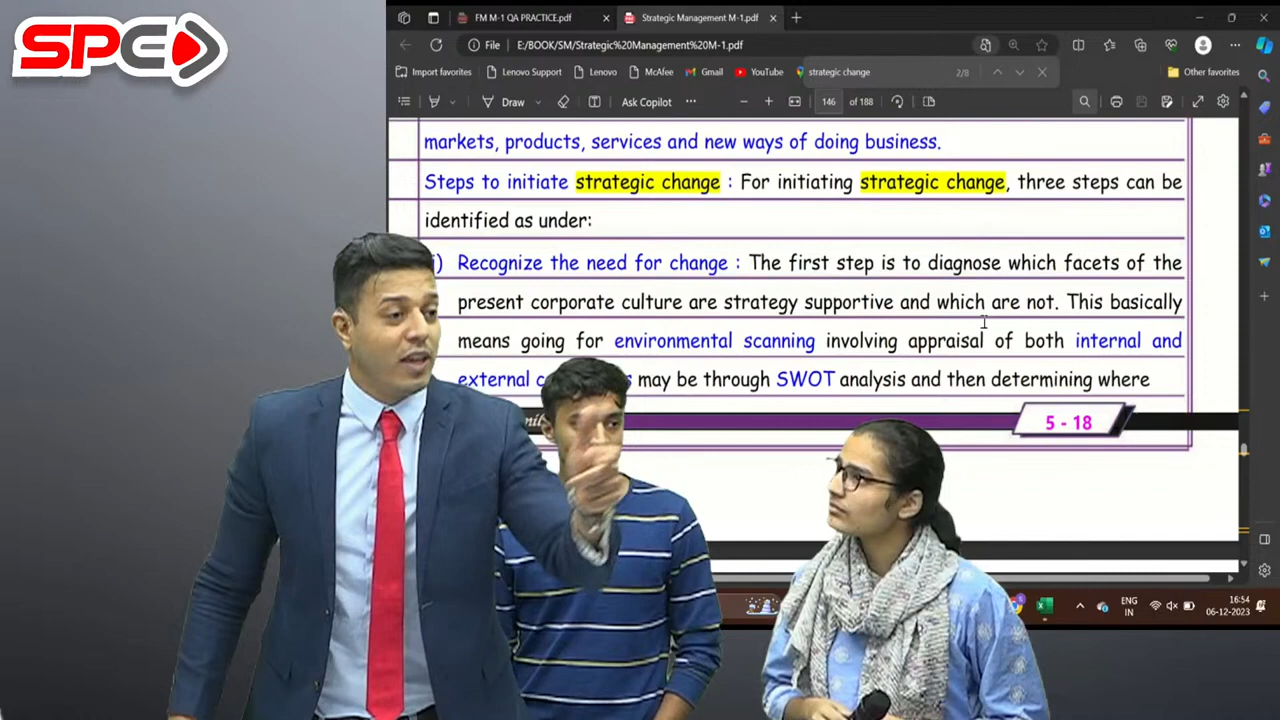 SPC
FM M-1 QA PRACTICE.pdf
Strategic Management M-1.pdf
File
E:/BOOK/SM/Strategic%20Management%20M-1.pdf
Import favorites
Lenovo Support
Lenovo
McAfee
Gmail
YouTube
strategic change
2/8
Other favorites
Draw
Ask Copilot
146
of 188
markets, products, services and new ways of doing business.
Steps to initiate strategic change : For initiating strategic change, three steps can be
identified as under:
) Recognize the need for change : The first step is to diagnose which facets of the
present corporate culture are strategy supportive and which are not. This basically
means going for environmental scanning involving appraisal of both internal and
external may be through SWOT analysis and then determining where
5 - 18
ENG
IN
16:54
06-12-2023